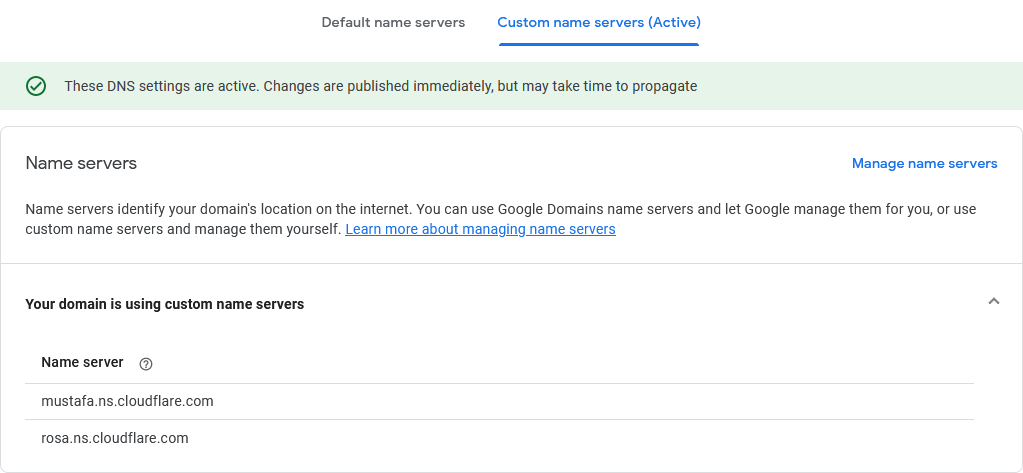 Default name servers
Custom name servers (Active)
These DNS settings are active. Changes are published immediately, but may take time to propagate
Name servers
Manage name servers
Name servers identify your domain's location on the internet. You can use Google Domains name servers and let Google manage them for you, or use
custom name servers and manage them yourself. Learn more about managing name servers
Your domain is using custom name servers
Name server
mustafa.ns.cloudflare.com
rosa.ns.cloudflare.com